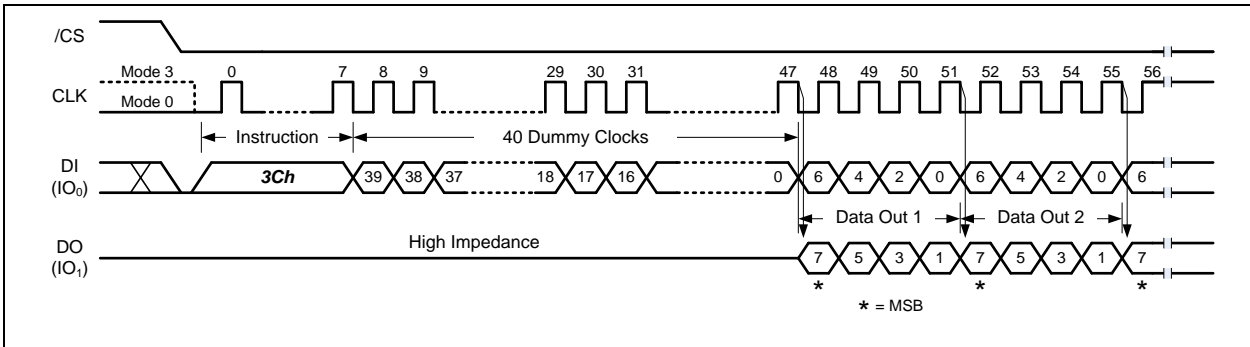 /CS
Mode 3 0 7 8 9 29 30 31 47 48 49 50 51 52 53 54 55 56
CLK
Mode 0
Instruction 40 Dummy Clocks
DI
(IO0)
3Ch 39 38 37 18 17 16 0 6 4 2 0 6 4 2 0 6
Data Out 1 Data Out 2
High Impedance
DO
(IO1)
7 5 3 1 7 5 3 1 7
* * *
* = MSB